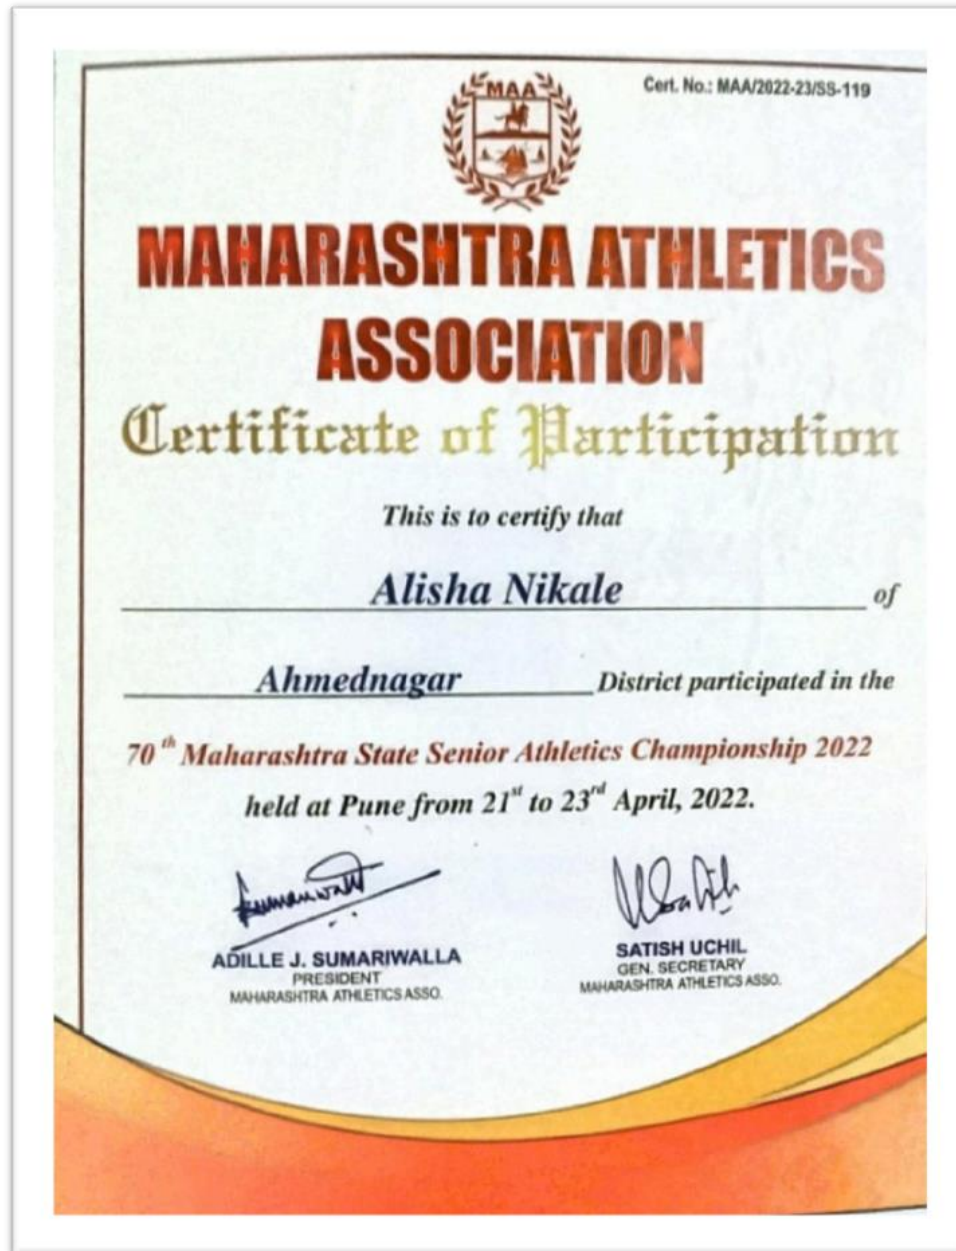 Cert. No.: MAA/2022-23/SS-119
MAA
MAHARASHTRA ATHLETICS
ASSOCIATION
Certificate of Participation
This is to certify that
Alisha Nikale of
Ahmednagar District participated in the
70th Maharashtra State Senior Athletics Championship 2022
held at Pune from 21st to 23rd April, 2022.
ADILLE J. SUMARIWALLA
PRESIDENT
MAHARASHTRA ATHLETICS ASSO.
SATISH UCHIL
GEN. SECRETARY
MAHARASHTRA ATHLETICS ASSO.